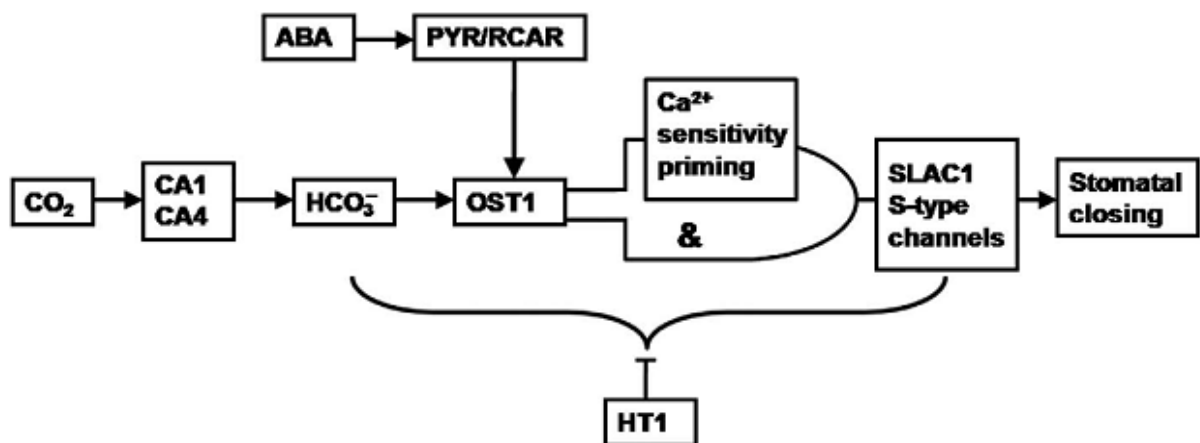 ABA
PYR/RCAR
Ca²⁺
sensitivity
priming
CO₂
CA1
CA4
HCO₃⁻
OST1
&
SLAC1
S-type
channels
Stomatal
closing
HT1